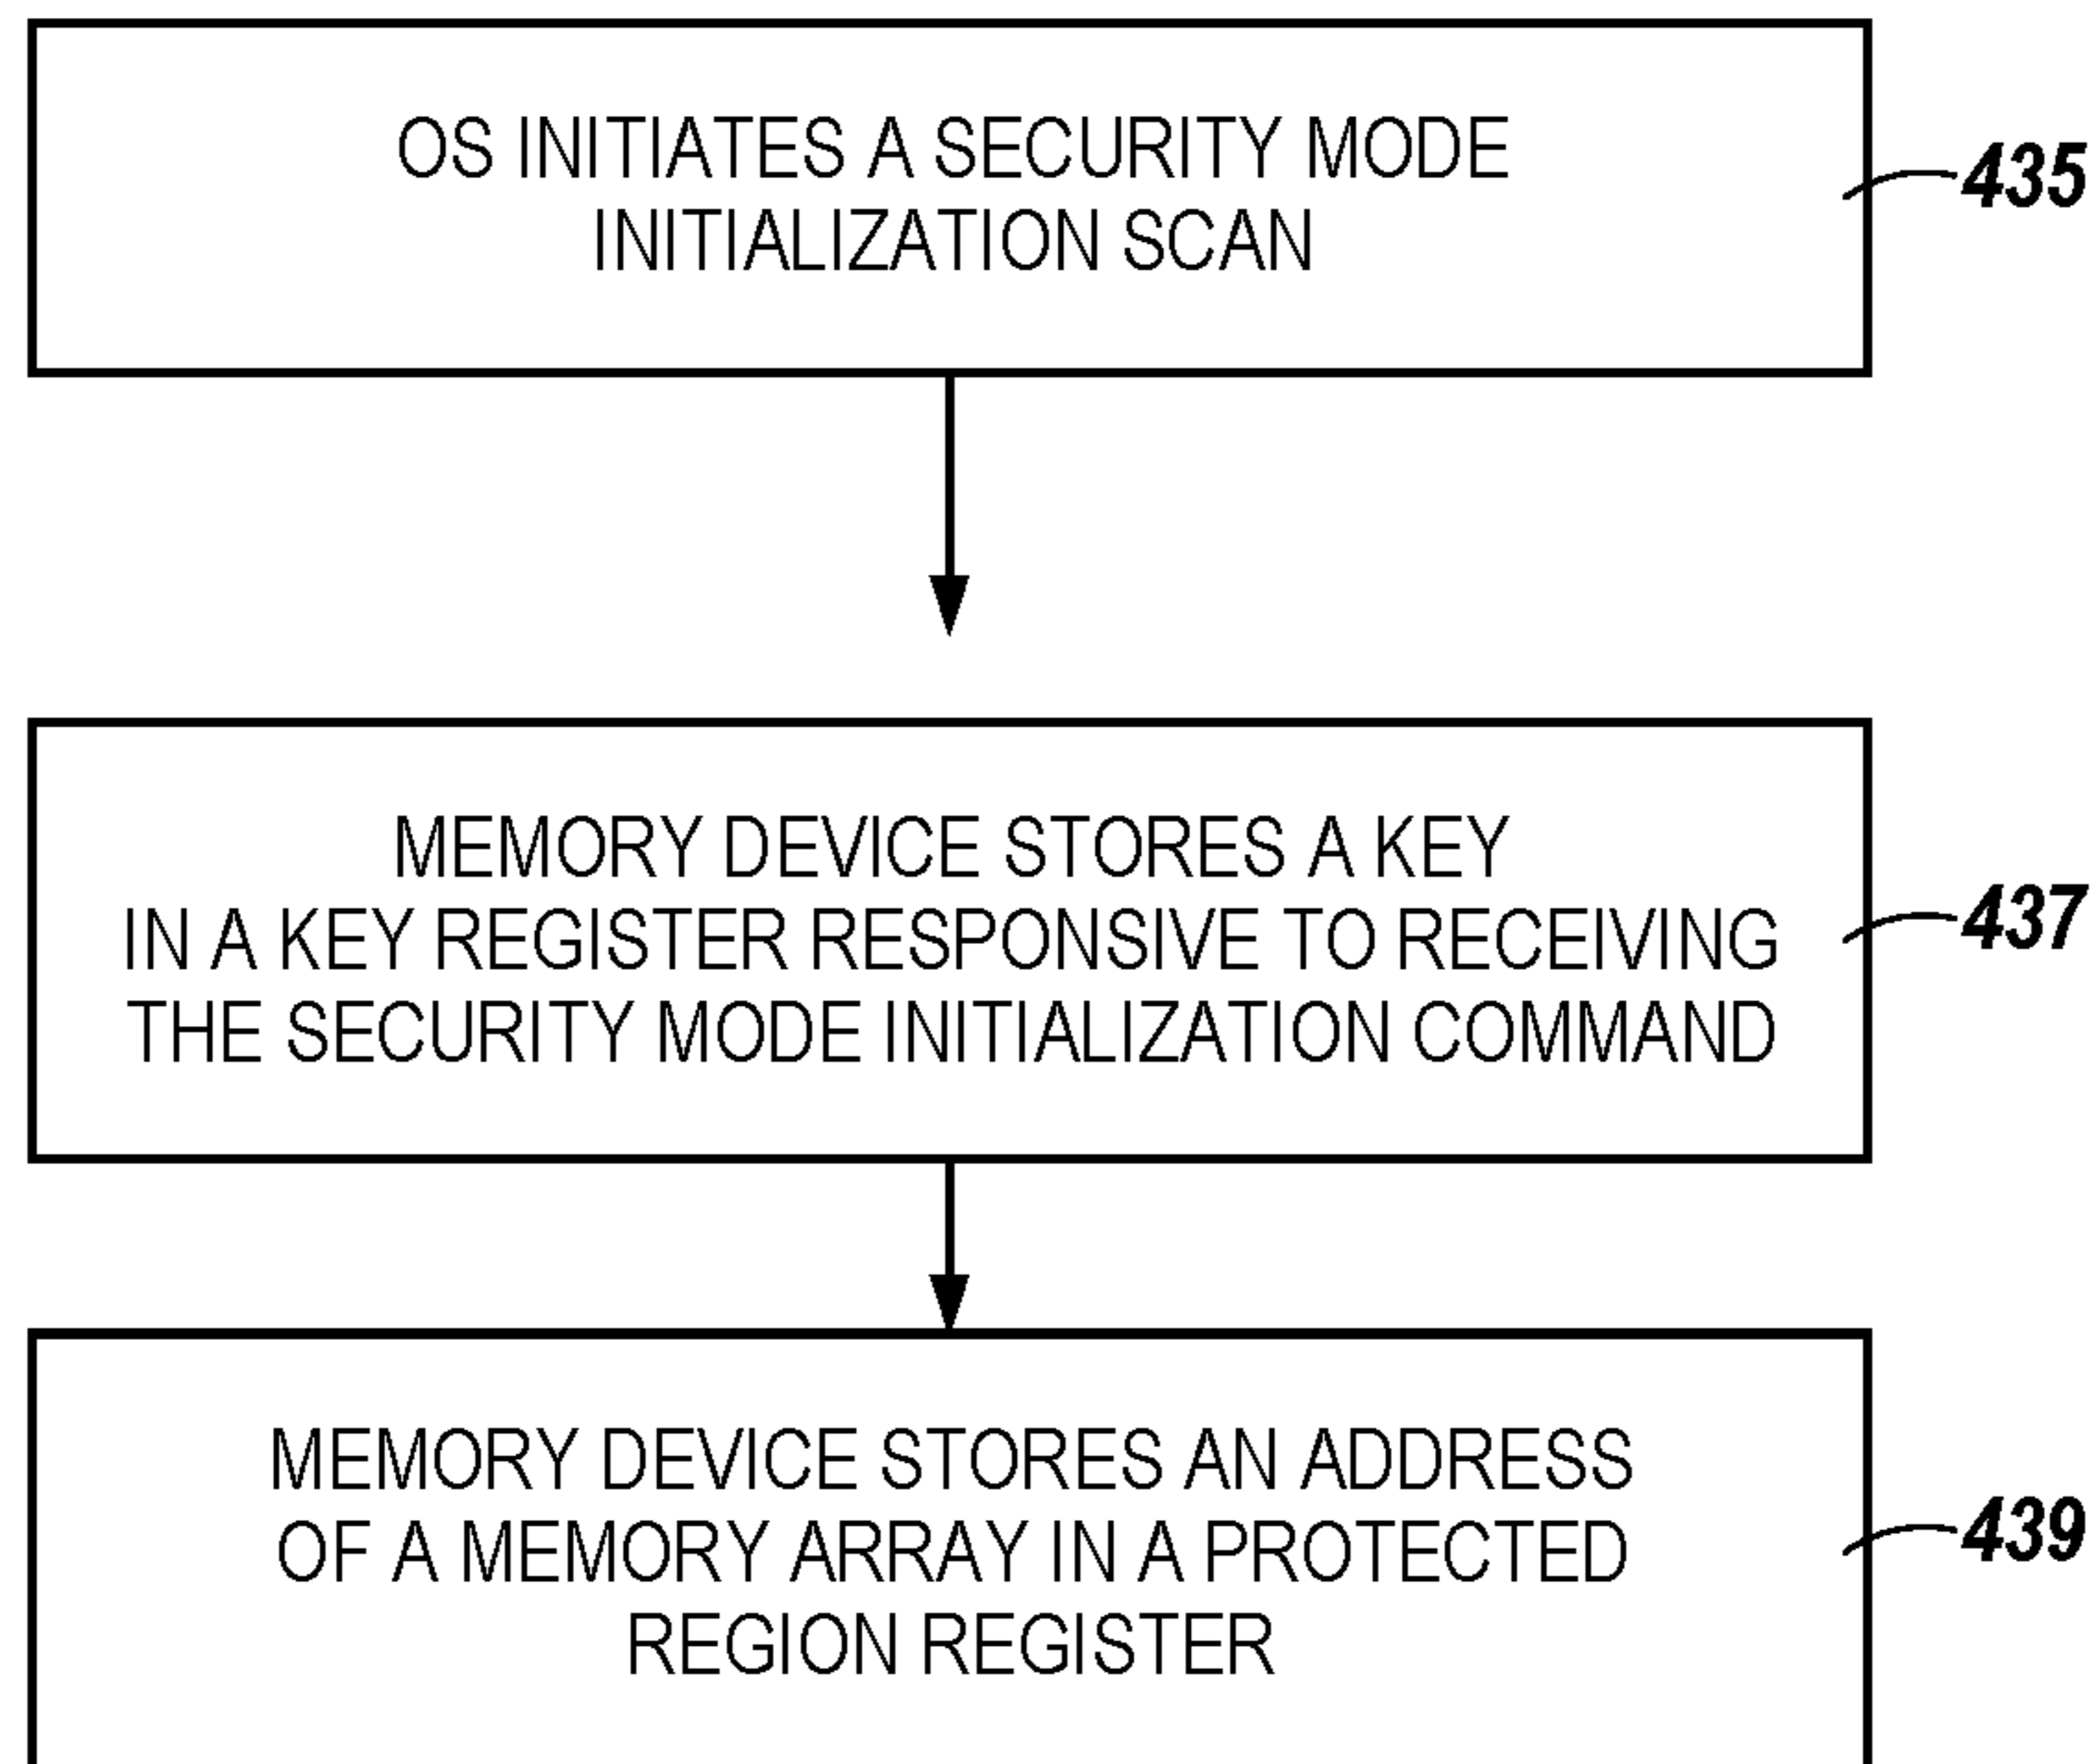 OS INITIATES A SECURITY MODE
INITIALIZATION SCAN
435
MEMORY DEVICE STORES A KEY
IN A KEY REGISTER RESPONSIVE TO RECEIVING
THE SECURITY MODE INITIALIZATION COMMAND
437
MEMORY DEVICE STORES AN ADDRESS
OF A MEMORY ARRAY IN A PROTECTED
REGION REGISTER
439